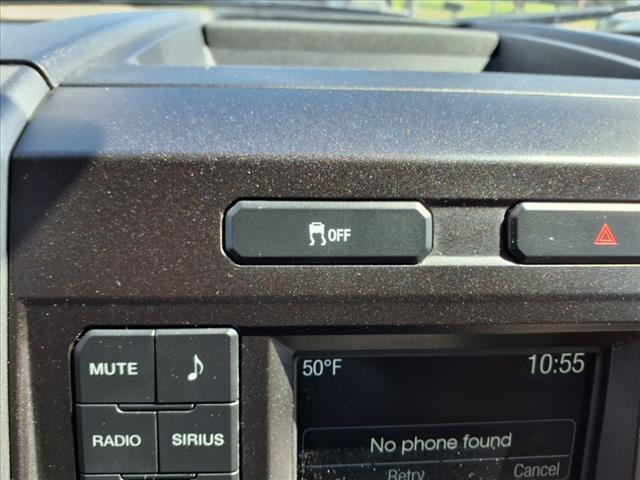 OFF
MUTE
RADIO SIRIUS
50°F 10:55
No phone found
Retry Cancel